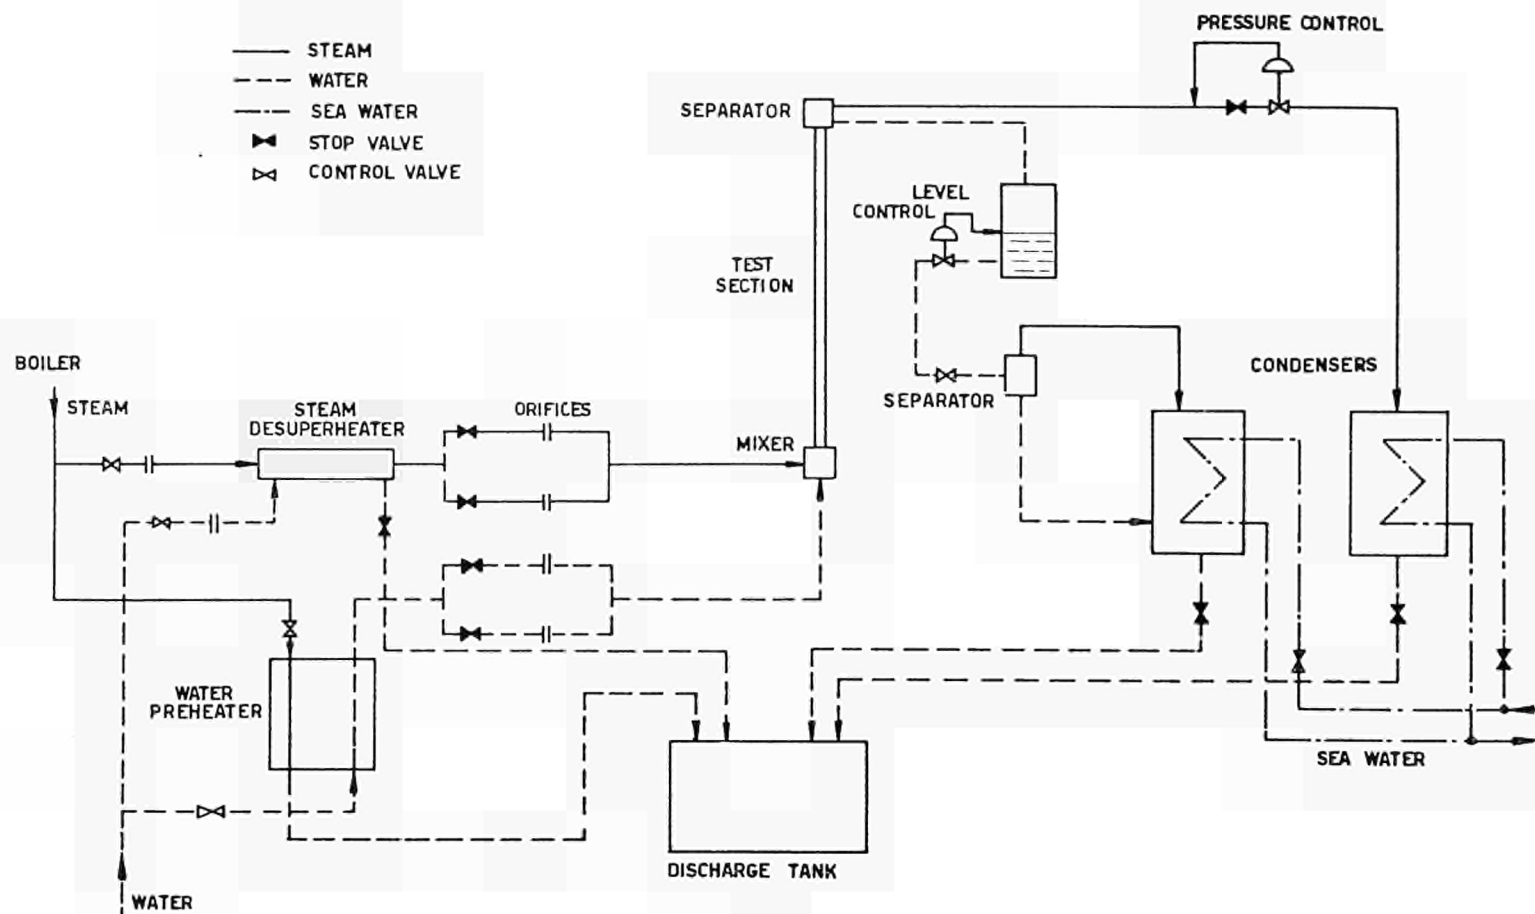 PRESSURE CONTROL
STEAM
WATER
SEA WATER
STOP VALVE
CONTROL VALVE
SEPARATOR
LEVEL
CONTROL
TEST
SECTION
BOILER
STEAM
STEAM
DESUPERHEATER
ORIFICES
MIXER
SEPARATOR
CONDENSERS
WATER
PREHEATER
SEA WATER
DISCHARGE TANK
WATER